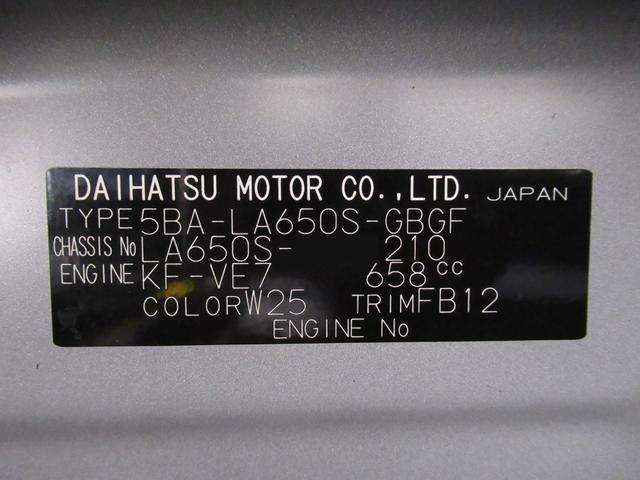 DAIHATSU MOTOR CO.,LTD. JAPAN
TYPE 5BA-LA650S-GBGF
CHASSIS No LA650S- 210
ENGINE KF-VE7 658cc
COLOR W25 TRIM FB12
ENGINE No